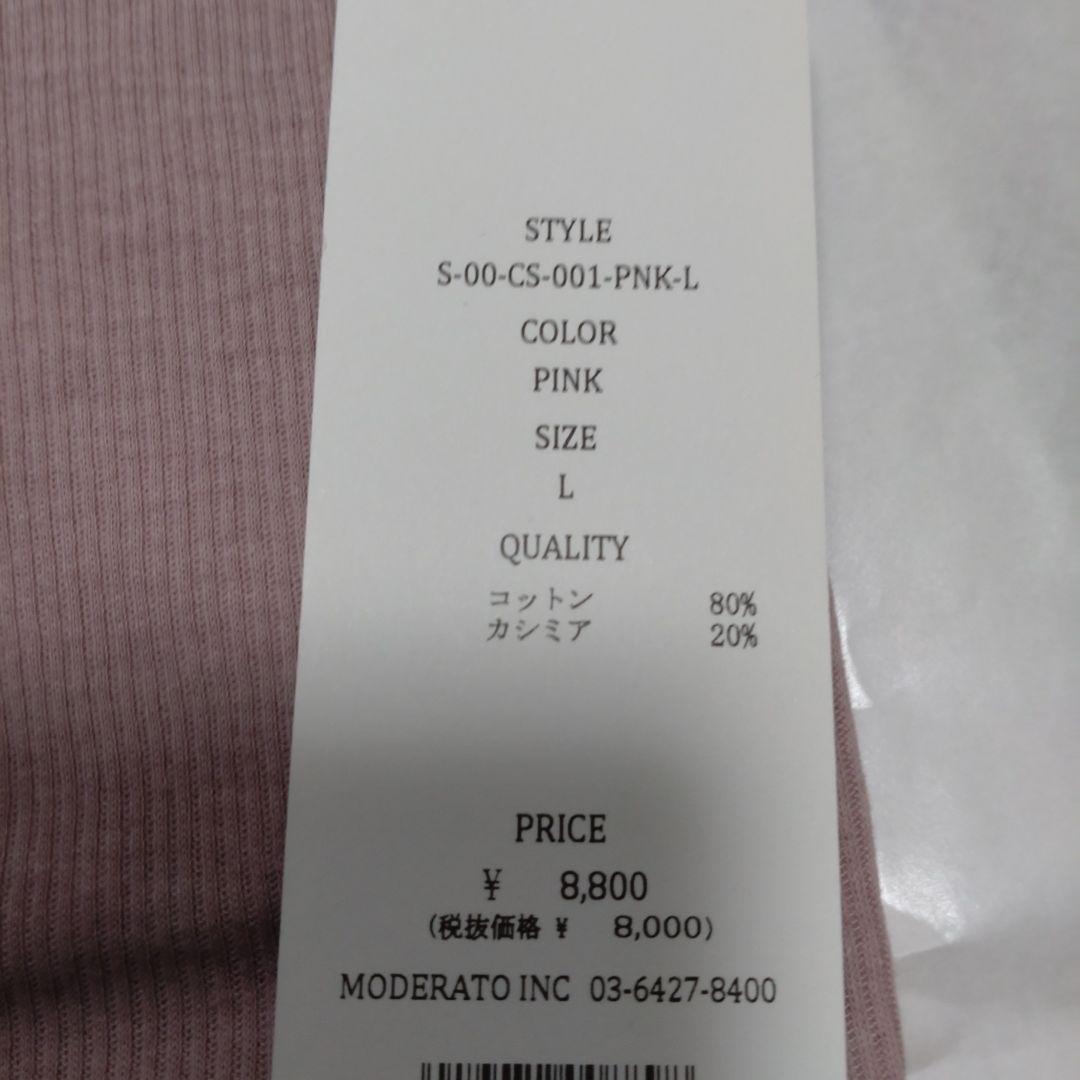 STYLE
S-00-CS-001-PNK-L
COLOR
PINK
SIZE
L
QUALITY
コットン 80%
カシミア 20%
PRICE
¥ 8,800
(税抜価格 ¥ 8,000)
MODERATO INC 03-6427-8400